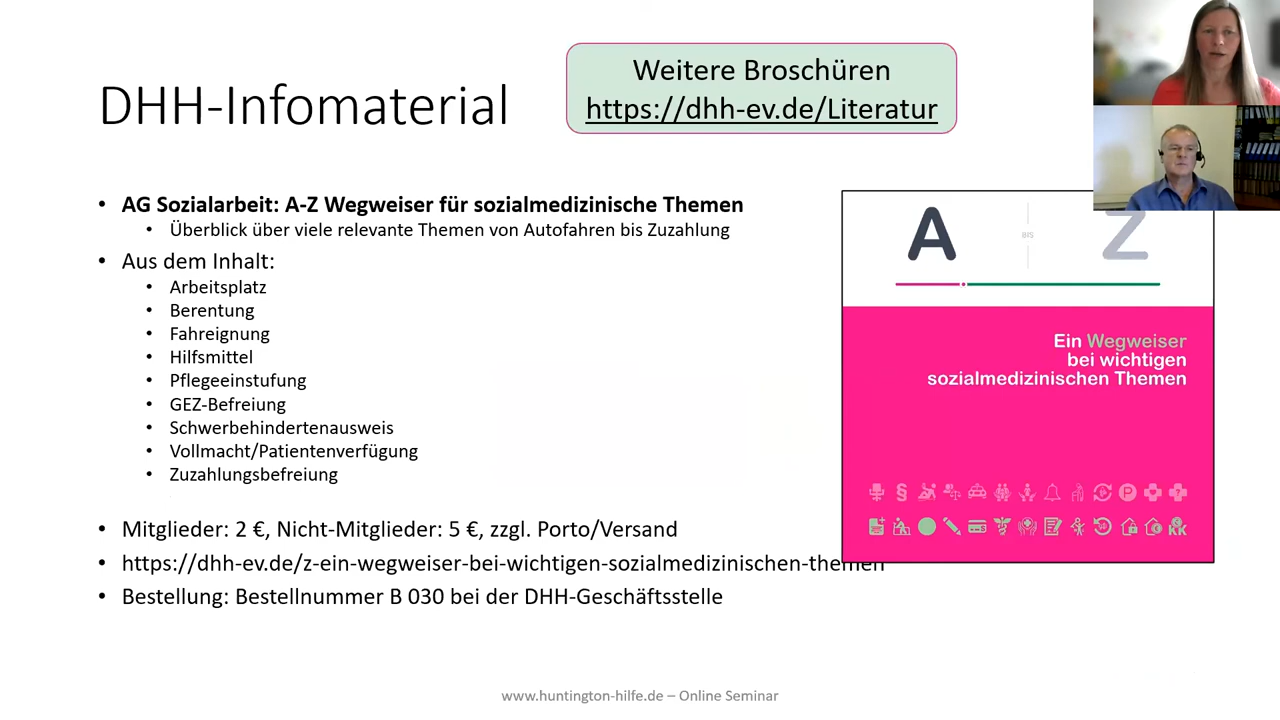 DHH-Infomaterial
Weitere Broschüren
https://dhh-ev.de/Literatur
• AG Sozialarbeit: A-Z Wegweiser für sozialmedizinische Themen
• Überblick über viele relevante Themen von Autofahren bis Zuzahlung
• Aus dem Inhalt:
• Arbeitsplatz
• Berentung
• Fahreignung
• Hilfsmittel
• Pflegeeinstufung
• GEZ-Befreiung
• Schwerbehindertenausweis
• Vollmacht/Patientenverfügung
• Zuzahlungsbefreiung
• Mitglieder: 2 €, Nicht-Mitglieder: 5 €, zzgl. Porto/Versand
• https://dhh-ev.de/z-ein-wegweiser-bei-wichtigen-sozialmedizinischen-themen
• Bestellung: Bestellnummer B 030 bei der DHH-Geschäftsstelle
A BIS Z
Ein Wegweiser
bei wichtigen
sozialmedizinischen Themen
www.huntington-hilfe.de – Online Seminar